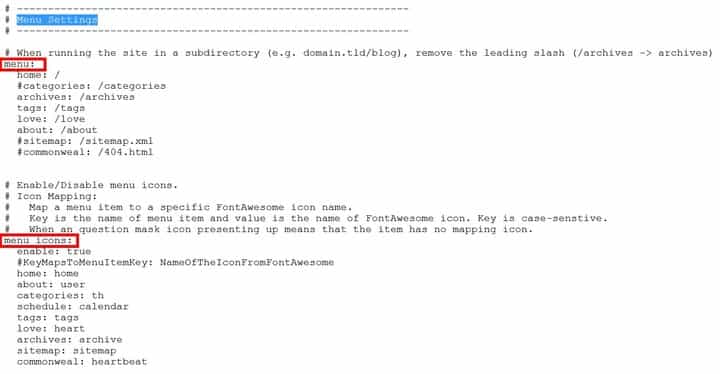 # ---------------------------------------------------------------
# Menu Settings
# ---------------------------------------------------------------
# When running the site in a subdirectory (e.g. domain.tld/blog), remove the leading slash (/archives -> archives)
menu:
home: /
#categories: /categories
archives: /archives
tags: /tags
love: /love
about: /about
#sitemap: /sitemap.xml
#commonweal: /404.html
# Enable/Disable menu icons.
# Icon Mapping:
#   Map a menu item to a specific FontAwesome icon name.
#   Key is the name of menu item and value is the name of FontAwesome icon. Key is case-senstive.
#   When an question mask icon presenting up means that the item has no mapping icon.
menu_icons:
enable: true
#KeyMapsToMenuItemKey: NameOfTheIconFromFontAwesome
home: home
about: user
categories: th
schedule: calendar
tags: tags
love: heart
archives: archive
sitemap: sitemap
commonweal: heartbeat